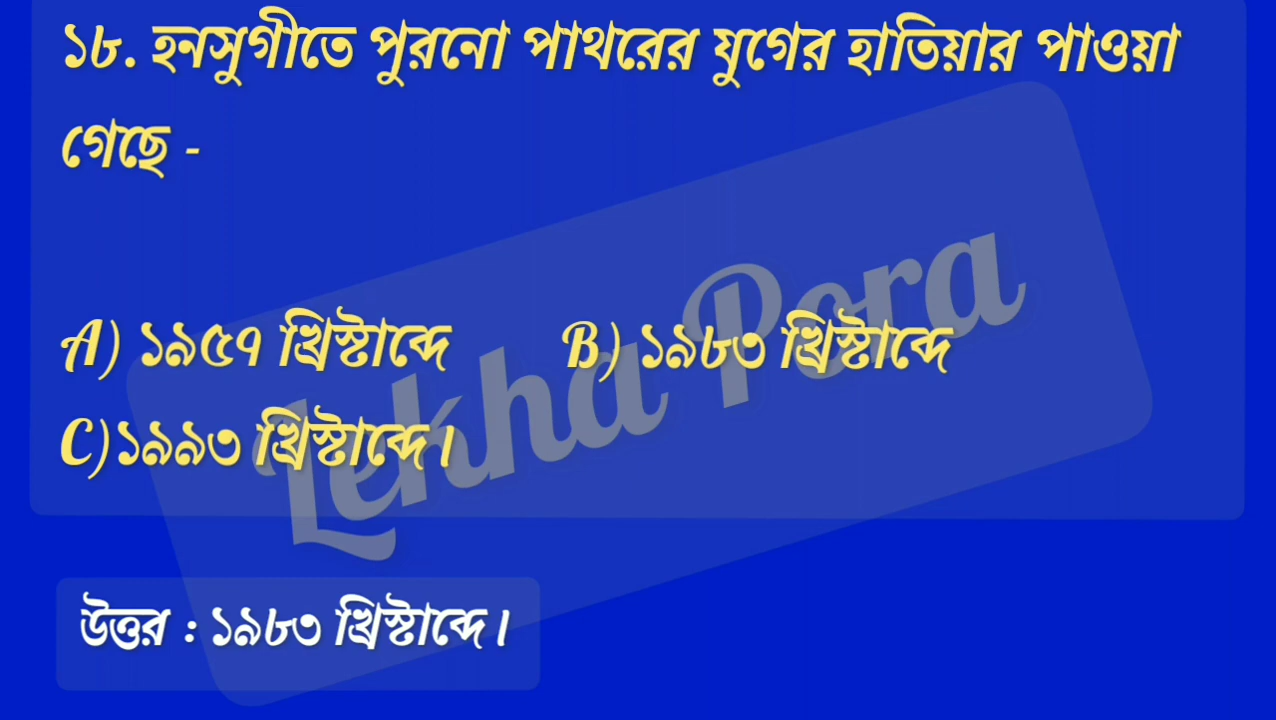 ১৮. হনসুগীতে পুরনো পাথরের যুগের হাতিয়ার পাওয়া
গেছে -
A) ১৯৫৭ খ্রিস্টাব্দে B) ১৯৮৩ খ্রিস্টাব্দে
C)১৯৯৩ খ্রিস্টাব্দে।
Lekha Pora
উত্তর : ১৯৮৩ খ্রিস্টাব্দে।